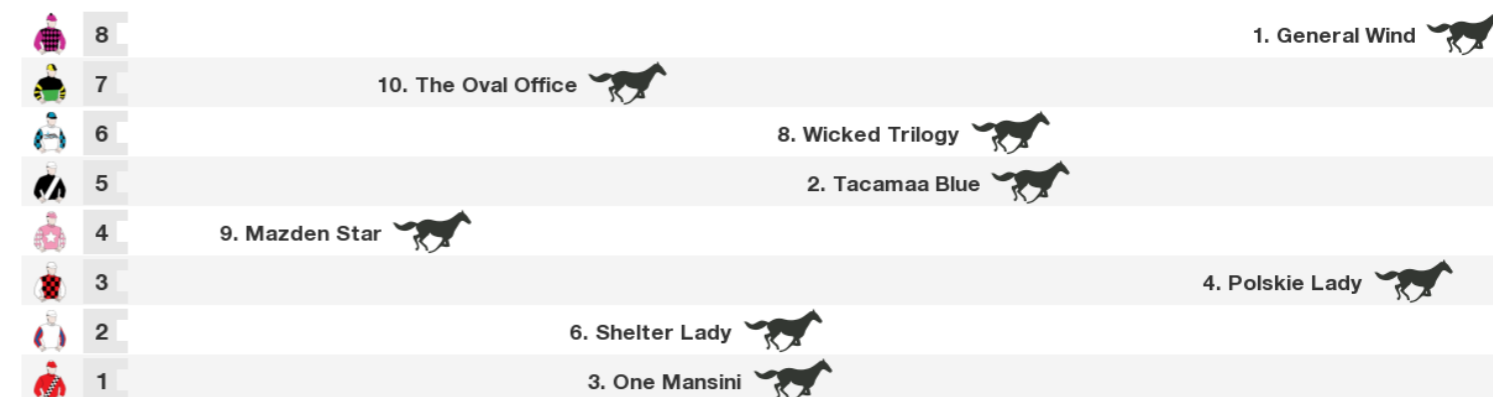 8 1. General Wind
7 10. The Oval Office
6 8. Wicked Trilogy
5 2. Tacamaa Blue
4 9. Mazden Star
3 4. Polskie Lady
2 6. Shelter Lady
1 3. One Mansini